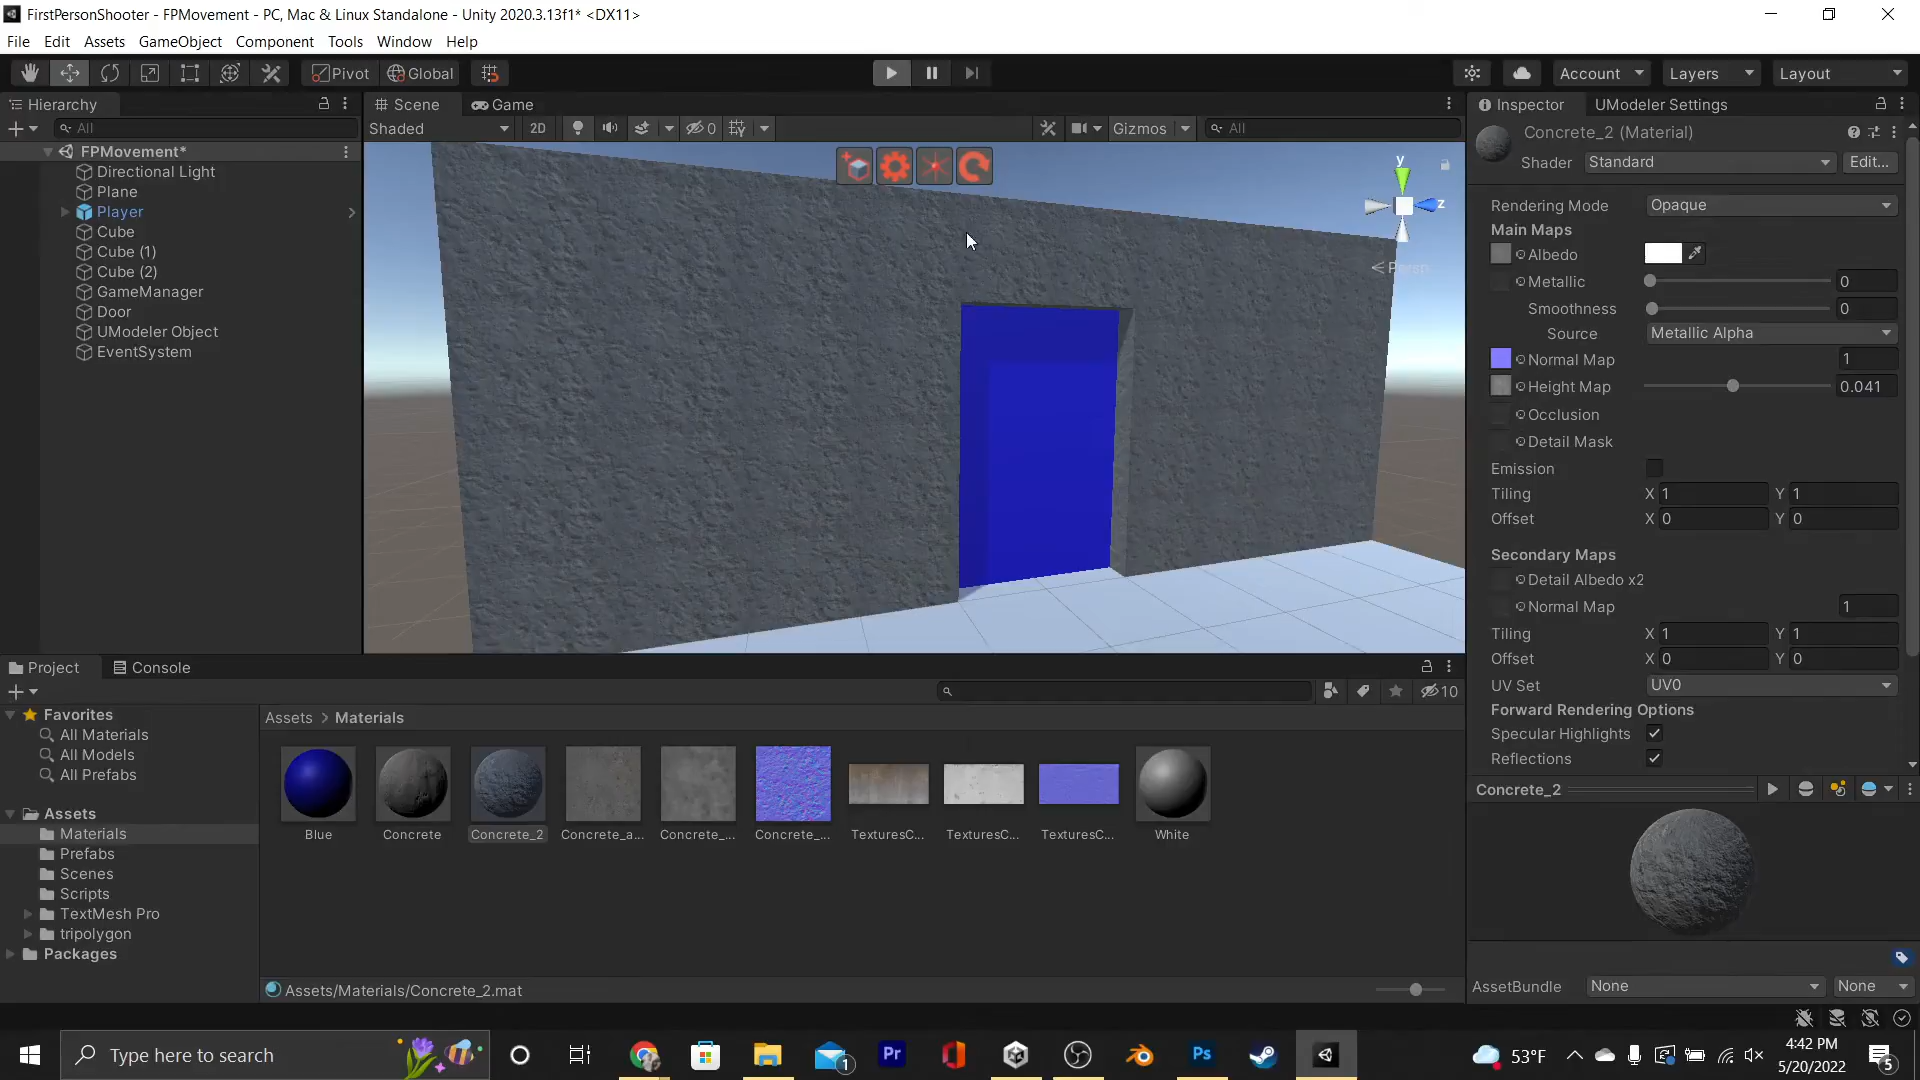 FirstPersonShooter - FPMovement - PC, Mac & Linux Standalone - Unity 2020.3.13f1* <DX11>
File Edit Assets GameObject Component Tools Window Help
Pivot Global Account Layers Layout
Hierarchy
All
FPMovement*
Directional Light
Plane
Player
Cube
Cube (1)
Cube (2)
GameManager
Door
UModeler Object
EventSystem
Scene Game
Shaded 2D 0 Gizmos All
y
z
Persp
Inspector UModeler Settings
Concrete_2 (Material)
Shader Standard Edit...
Rendering Mode Opaque
Main Maps
Albedo
Metallic 0
Smoothness 0
Source Metallic Alpha
Normal Map 1
Height Map 0.041
Occlusion
Detail Mask
Emission
Tiling X 1 Y 1
Offset X 0 Y 0
Secondary Maps
Detail Albedo x2
Normal Map 1
Tiling X 1 Y 1
Offset X 0 Y 0
UV Set UV0
Forward Rendering Options
Specular Highlights
Reflections
Concrete_2
AssetBundle None None
Project Console
10
Favorites
All Materials
All Models
All Prefabs
Assets
Materials
Prefabs
Scenes
Scripts
TextMesh Pro
tripolygon
Packages
Assets > Materials
Blue Concrete Concrete_2 Concrete_a... Concrete_... Concrete_... TexturesC... TexturesC... TexturesC... White
Assets/Materials/Concrete_2.mat
Type here to search
1
Pr
Ps
53°F
4:42 PM
5/20/2022
5